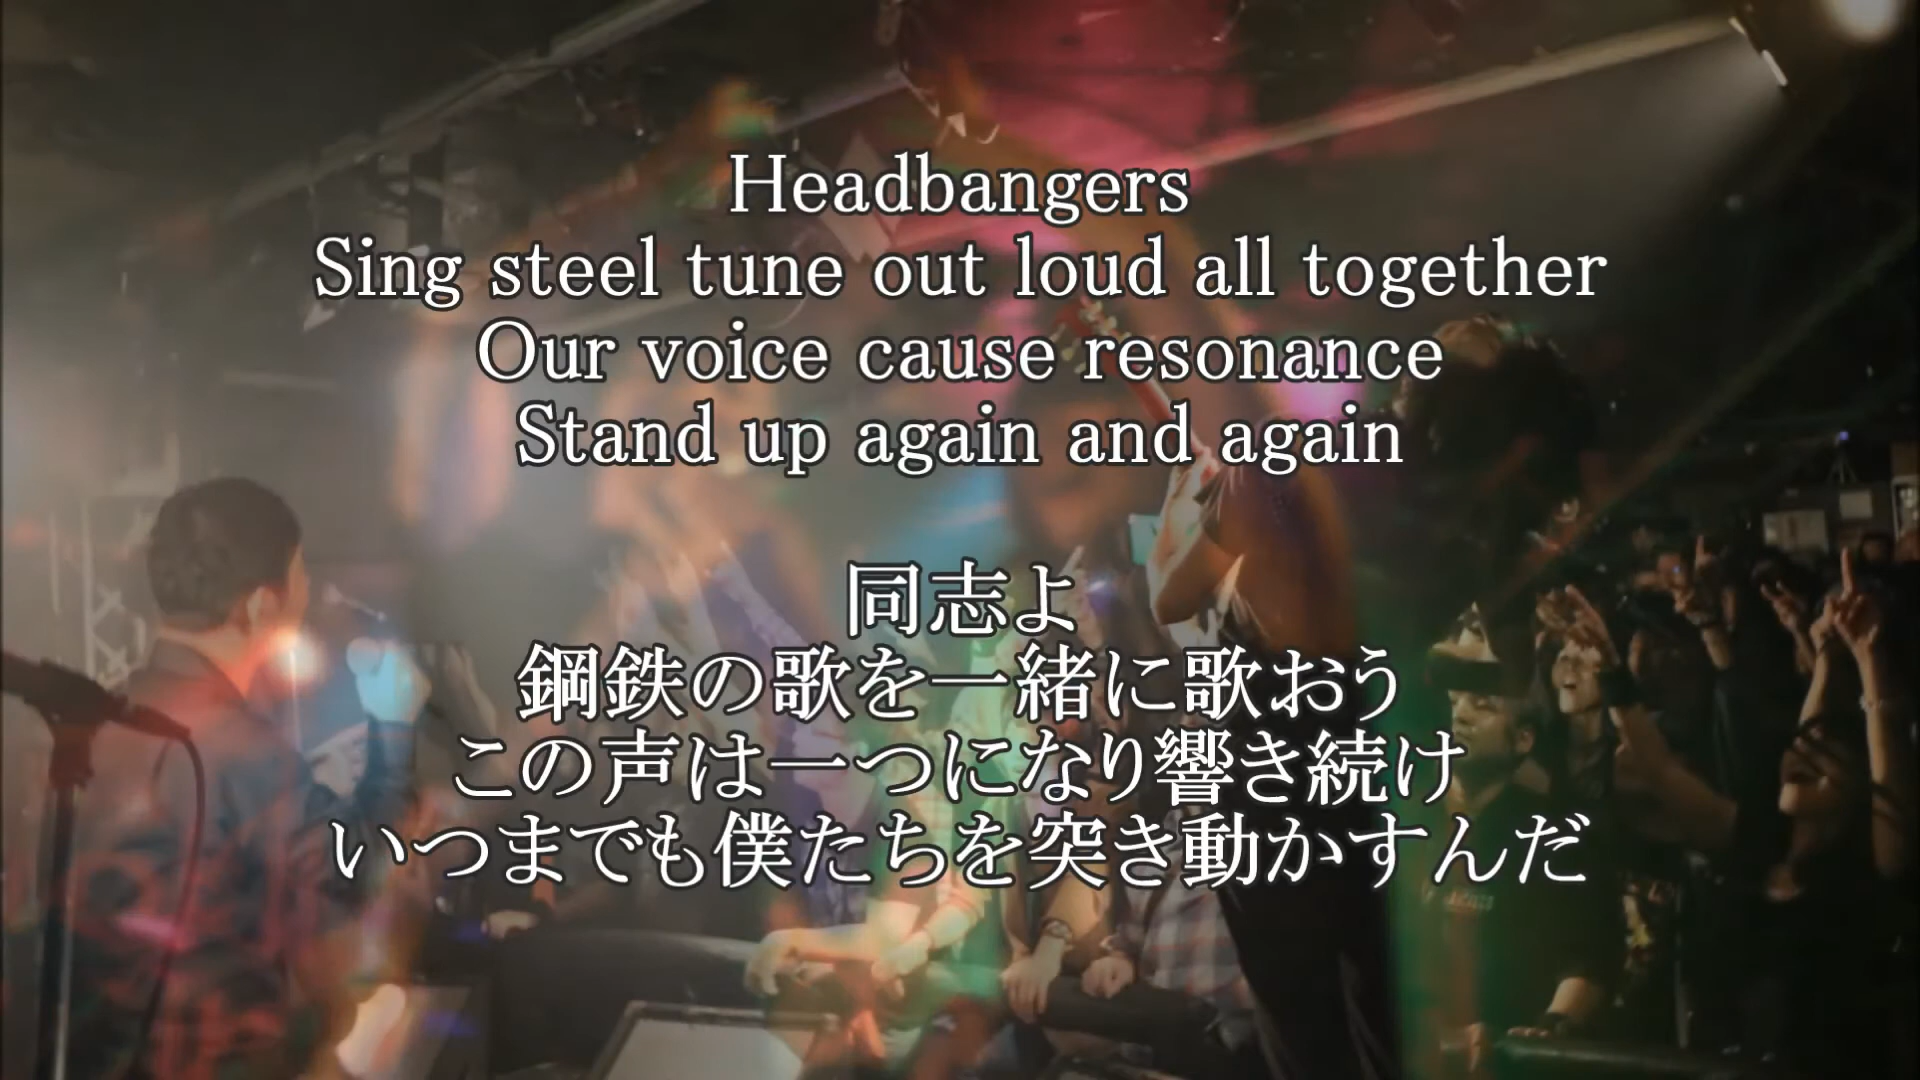 Headbangers
Sing steel tune out loud all together
Our voice cause resonance
Stand up again and again
同志よ
鋼鉄の歌を一緒に歌おう
この声は一つになり響き続け
いつまでも僕たちを突き動かすんだ